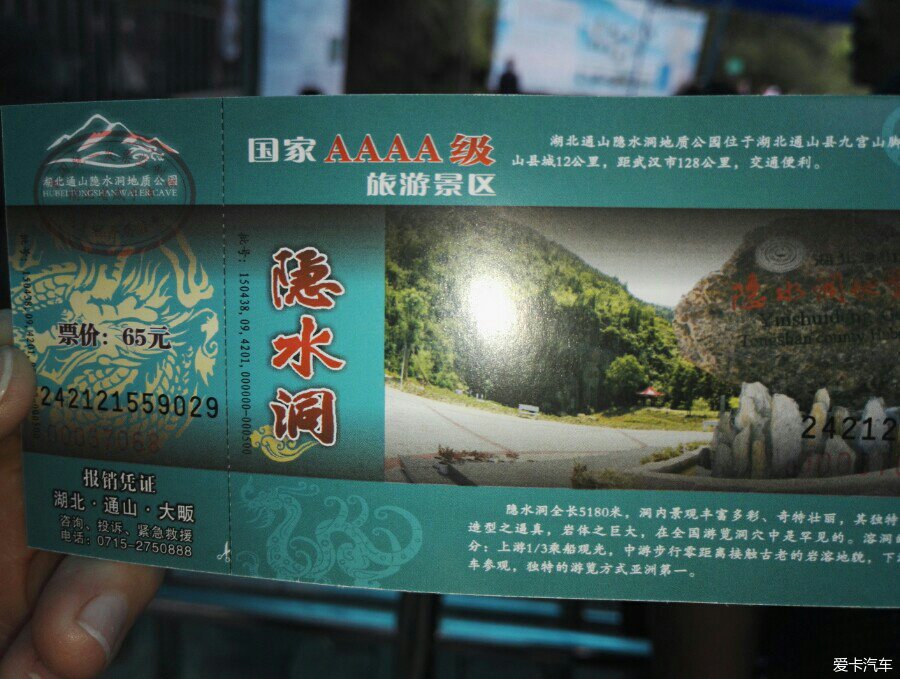 湖北通山隐水洞地质公园
HUBEI TONGSHAN WATER CAVE
票价：65元
242121559029
报销凭证
湖北·通山·大畈
咨询、投诉、紧急救援
电话：0715-2750888
国家AAAA级
旅游景区
湖北通山隐水洞地质公园位于湖北通山县九宫山脚
山县城12公里，距武汉市128公里，交通便利。
批号：150438,09,4201,000000-000500
隐水洞
隐水洞
24212
隐水洞全长5180米，洞内景观丰富多彩、奇特壮丽，其独特
造型之逼真，岩体之巨大，在全国游览洞穴中是罕见的。溶洞
分：上游1/3乘船观光，中游步行零距离接触古老的岩溶地貌，下
车参观，独特的游览方式亚洲第一。
爱卡汽车